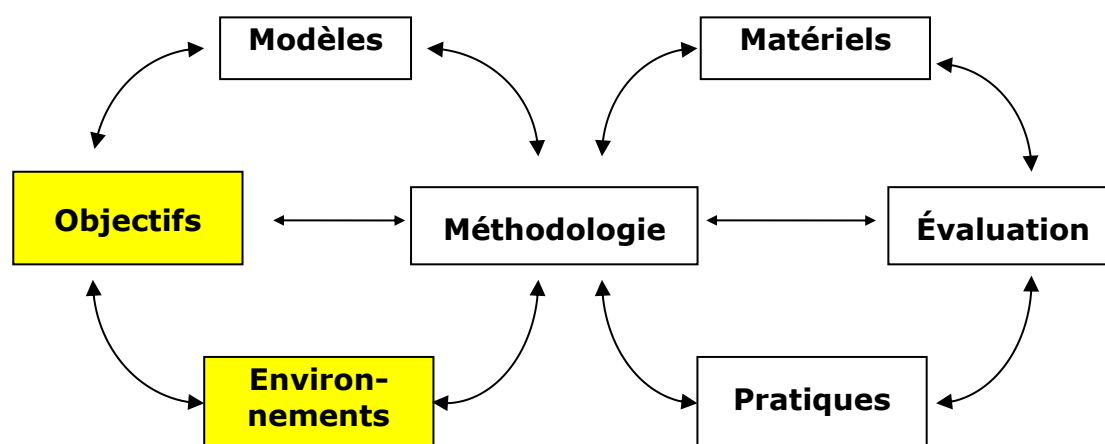 Modèles
Matériels
Objectifs
Méthodologie
Évaluation
Environ-
nements
Pratiques